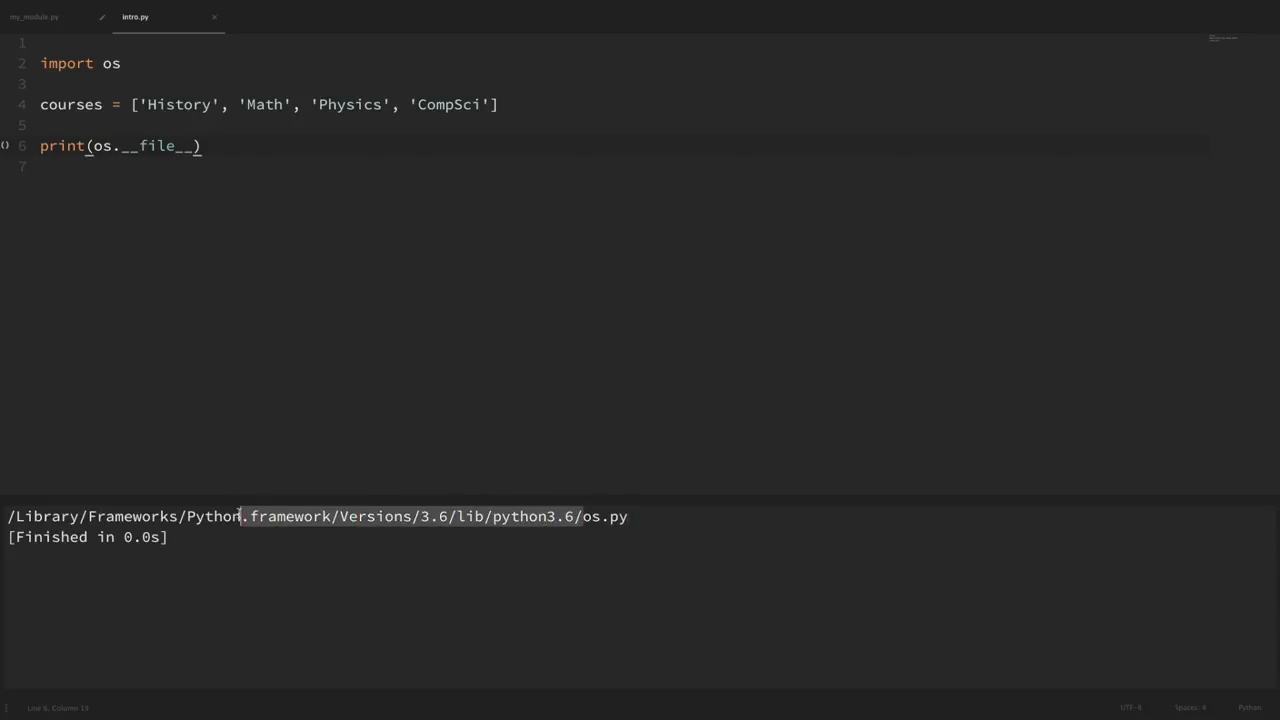 my_module.py
intro.py
1
2 import os
3
4 courses = ['History', 'Math', 'Physics', 'CompSci']
5
() 6 print(os.__file__)
7
/Library/Frameworks/Python.framework/Versions/3.6/lib/python3.6/os.py
[Finished in 0.0s]
Line 6, Column 13
UTF-8 Spaces: 4 Python